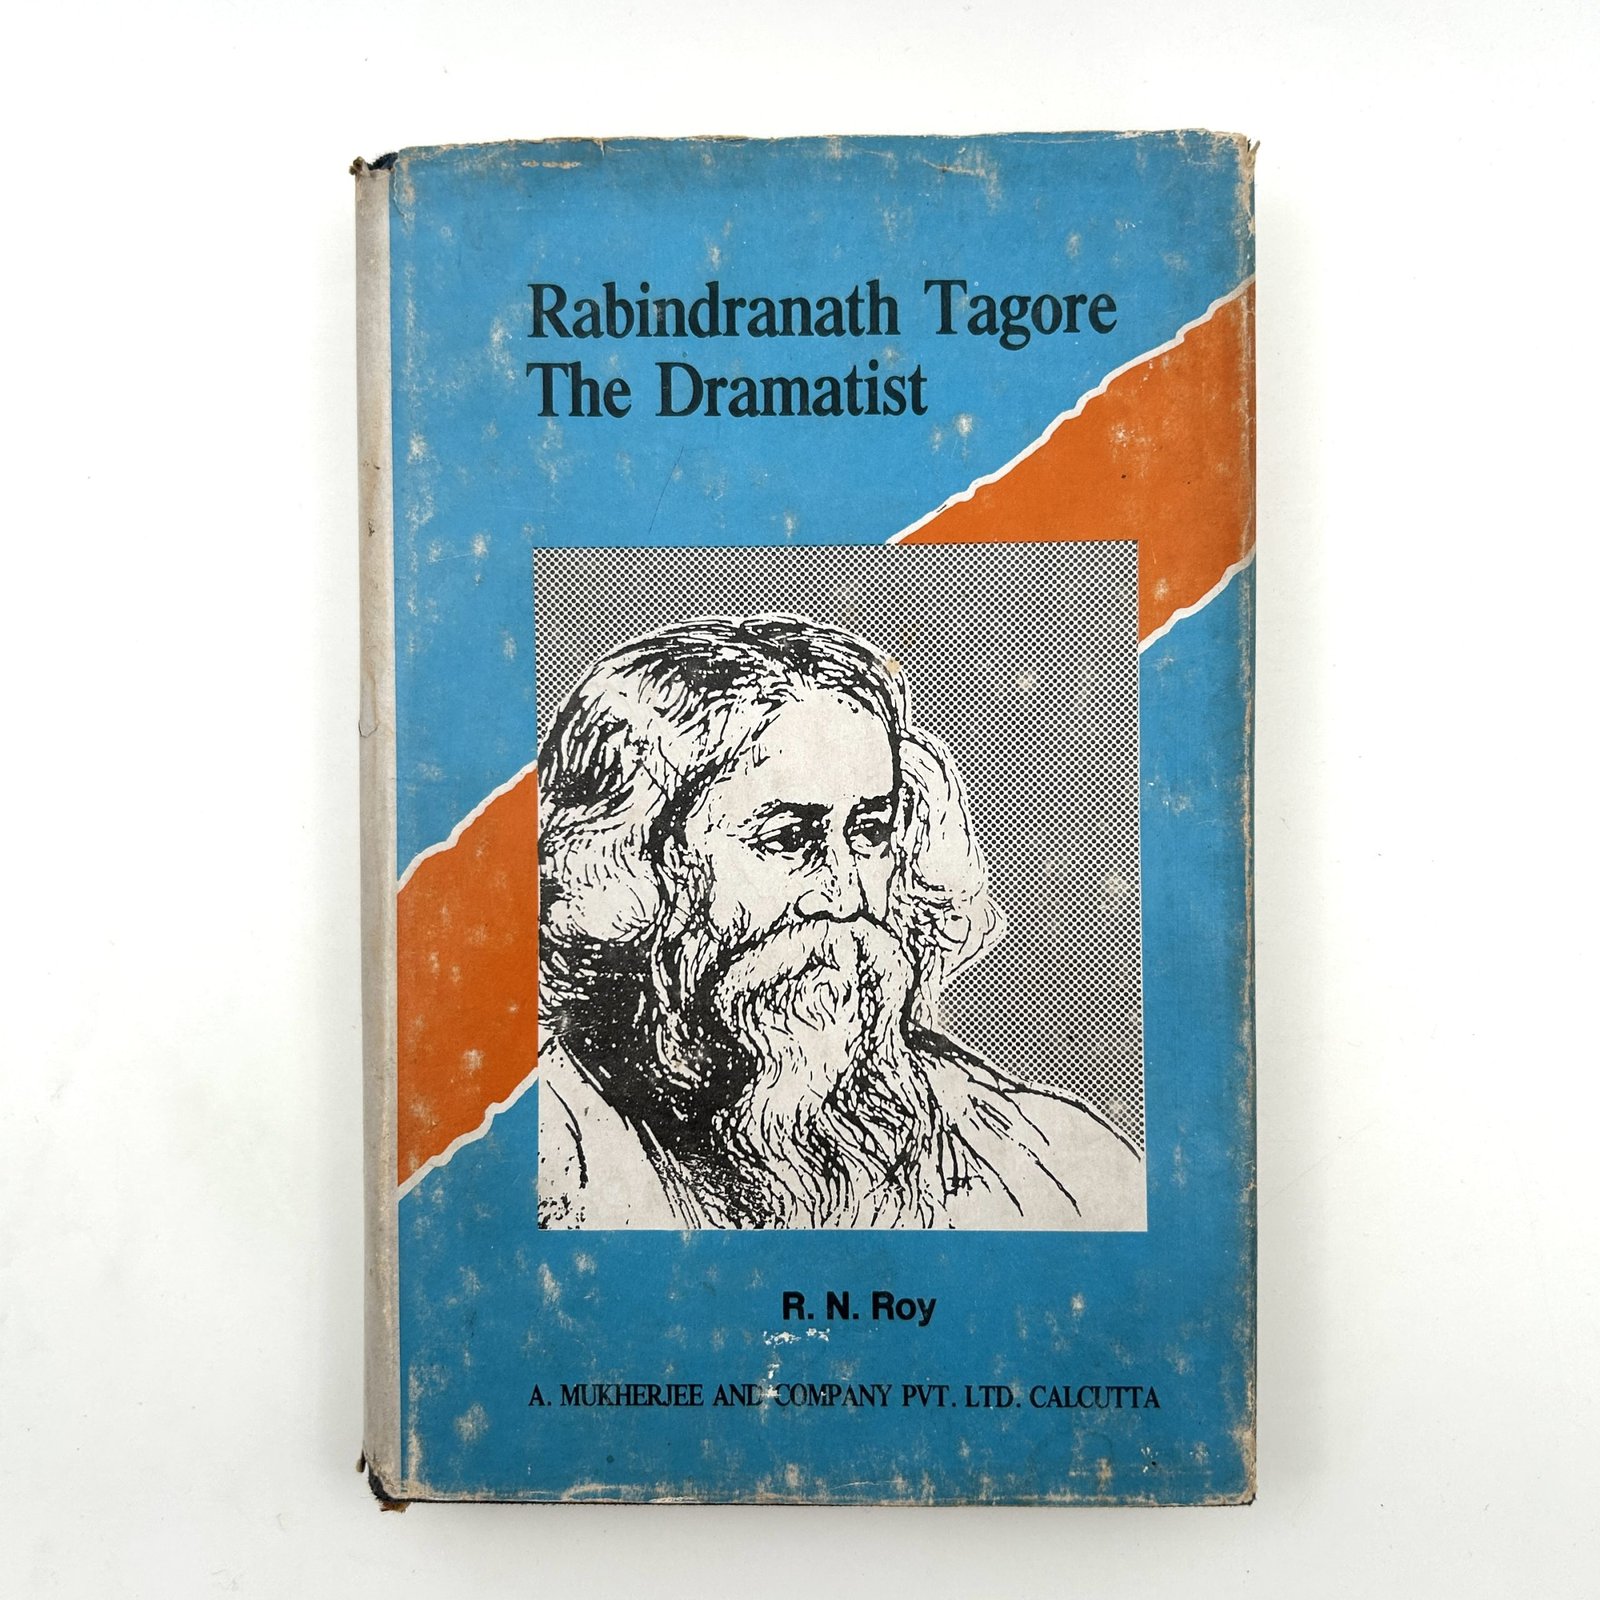 Rabindranath Tagore
The Dramatist
R. N. Roy
A. MUKHERJEE AND COMPANY PVT. LTD. CALCUTTA